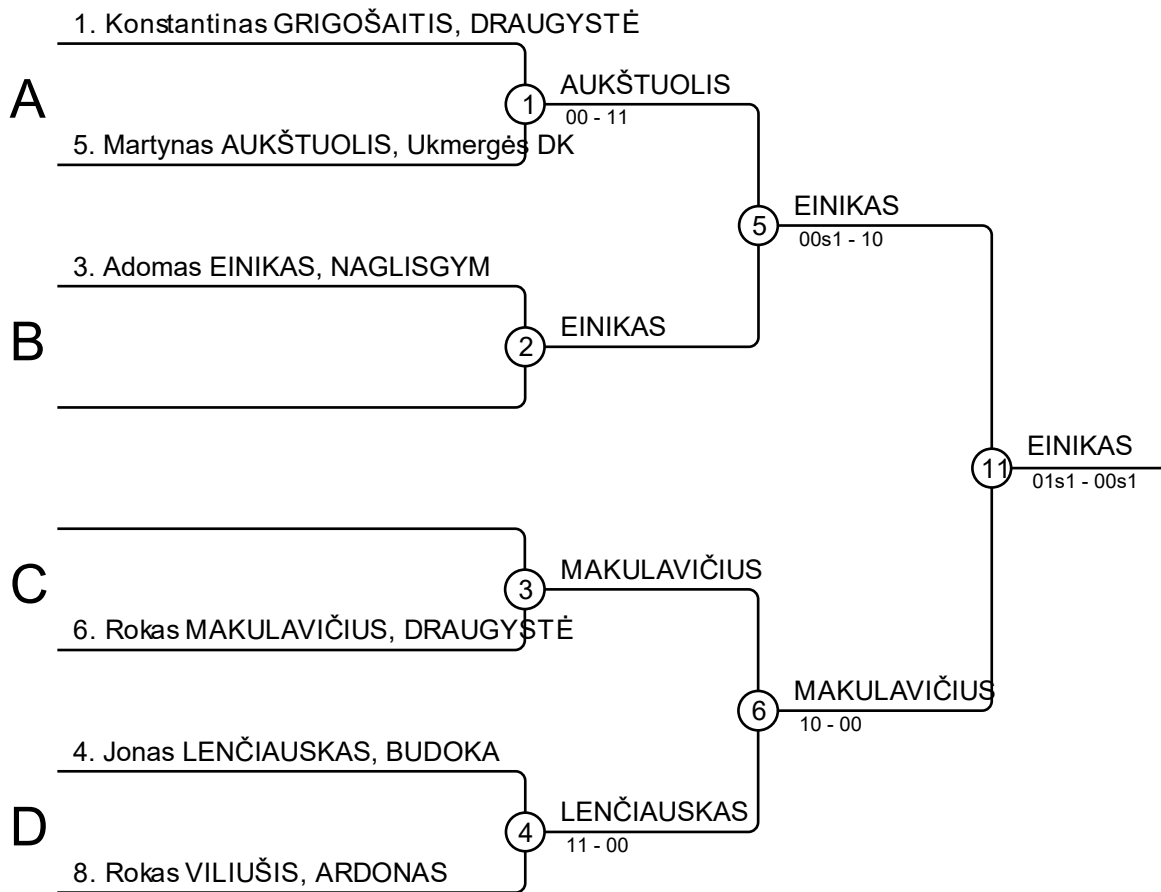 1. Konstantinas GRIGOŠAITIS, DRAUGYSTĖ
A
1
AUKŠTUOLIS
00 - 11
5. Martynas AUKŠTUOLIS, Ukmergės DK
5
EINIKAS
00s1 - 10
3. Adomas EINIKAS, NAGLISGYM
B
2
EINIKAS
11
EINIKAS
01s1 - 00s1
C
3
MAKULAVIČIUS
6. Rokas MAKULAVIČIUS, DRAUGYSTĖ
6
MAKULAVIČIUS
10 - 00
4. Jonas LENČIAUSKAS, BUDOKA
D
4
LENČIAUSKAS
11 - 00
8. Rokas VILIUŠIS, ARDONAS